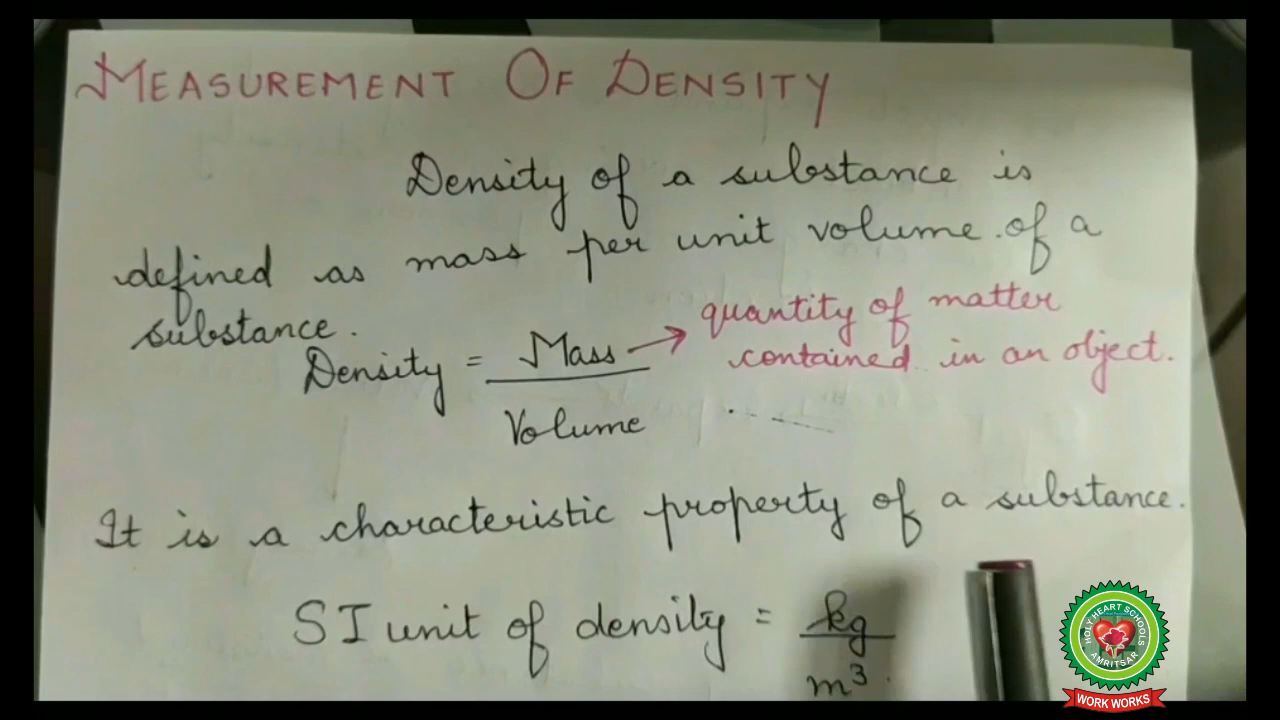 MEASUREMENT OF DENSITY
Density of a substance is
defined as mass per unit volume of a
substance.
Density = Mass → quantity of matter
contained in an object.
Volume
It is a characteristic property of a substance.
SI unit of density = kg
m³.
HOLY HEART SCHOOLS
AMRITSAR
WORK WORKS